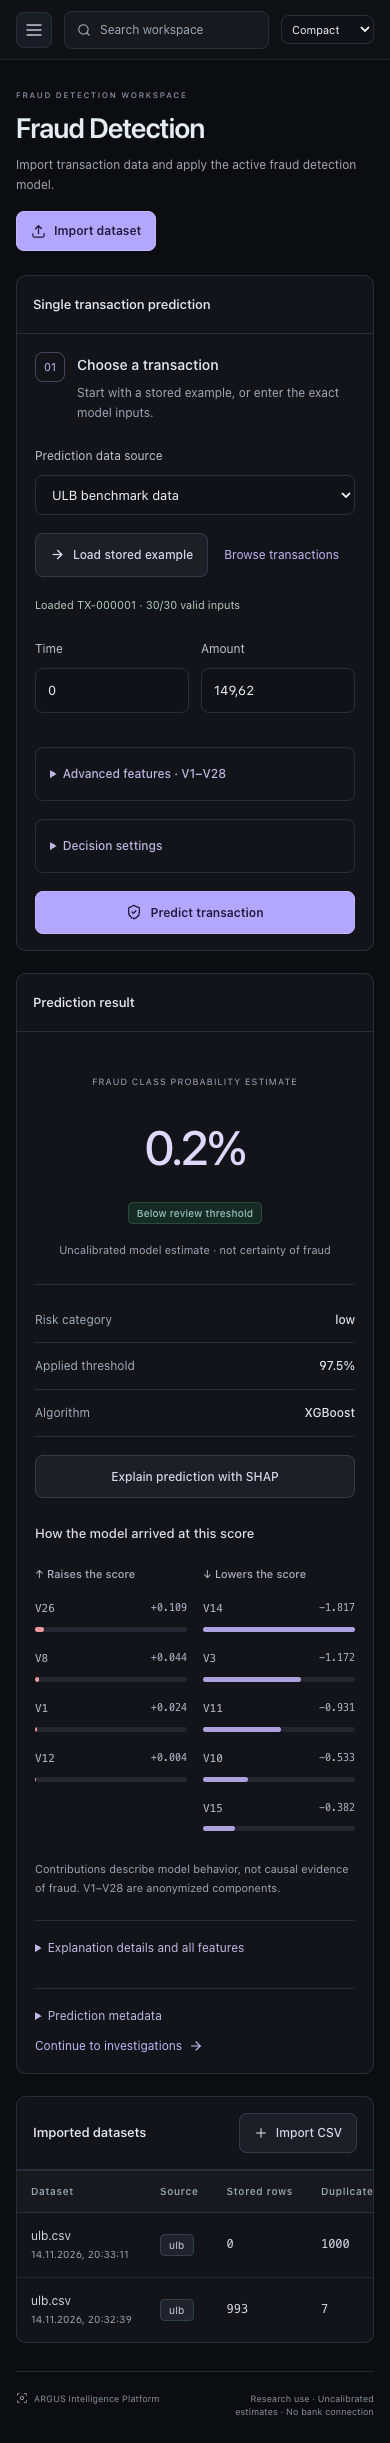 Search workspace
Compact
FRAUD DETECTION WORKSPACE
Fraud Detection
Import transaction data and apply the active fraud detection
model.
Import dataset
Single transaction prediction
01
Choose a transaction
Start with a stored example, or enter the exact
model inputs.
Prediction data source
ULB benchmark data
Load stored example
Browse transactions
Loaded TX-000001 · 30/30 valid inputs
Time
Amount
0
149,62
Advanced features · V1–V28
Decision settings
Predict transaction
Prediction result
FRAUD CLASS PROBABILITY ESTIMATE
0.2%
Below review threshold
Uncalibrated model estimate · not certainty of fraud
Risk category
low
Applied threshold
97.5%
Algorithm
XGBoost
Explain prediction with SHAP
How the model arrived at this score
↑ Raises the score
↓ Lowers the score
V26 +0.109
V14 −1.817
V8 +0.044
V3 −1.172
V1 +0.024
V11 −0.931
V12 +0.004
V10 −0.533
V15 −0.382
Contributions describe model behavior, not causal evidence
of fraud. V1–V28 are anonymized components.
Explanation details and all features
Prediction metadata
Continue to investigations →
Imported datasets
Import CSV
Dataset Source Stored rows Duplicate
ulb.csv
14.11.2026, 20:33:11
ulb
0
1000
ulb.csv
14.11.2026, 20:32:39
ulb
993
7
ARGUS Intelligence Platform
Research use · Uncalibrated
estimates · No bank connection